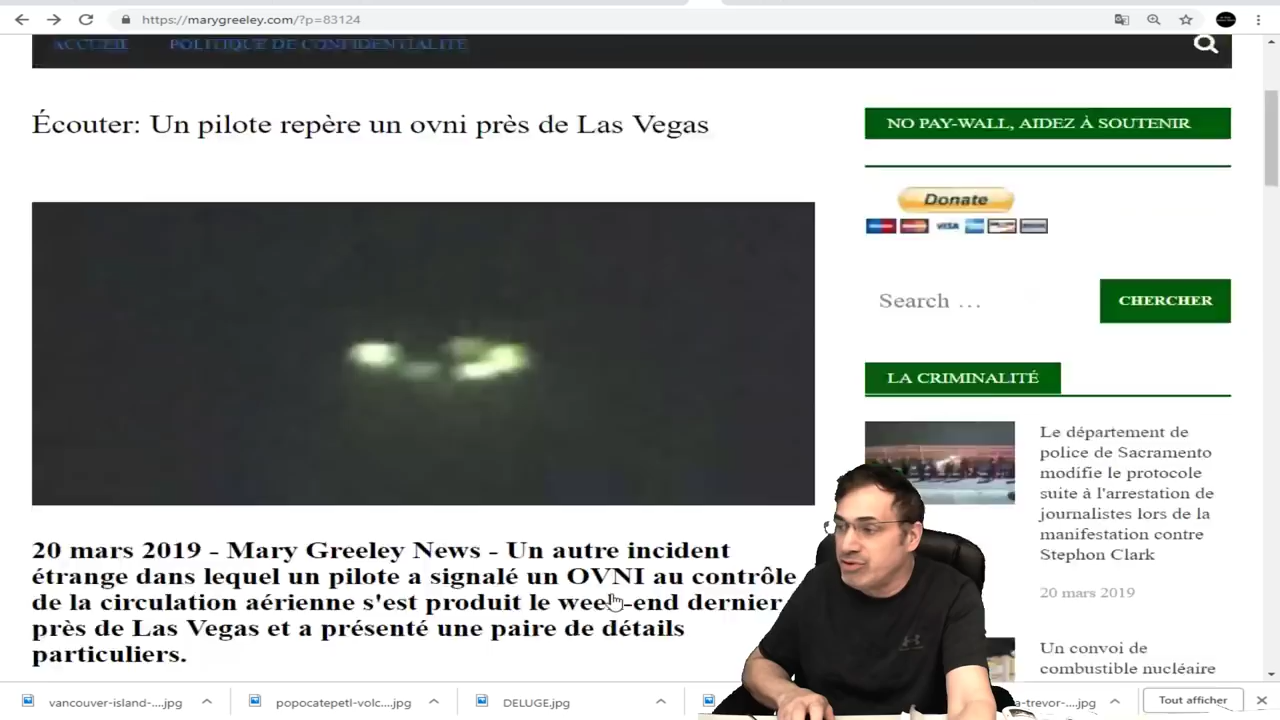 https://marygreeley.com/?p=83124
ACCUEIL POLITIQUE DE CONFIDENTIALITÉ
Écouter: Un pilote repère un ovni près de Las Vegas
20 mars 2019 - Mary Greeley News - Un autre incident
étrange dans lequel un pilote a signalé un OVNI au contrôle
de la circulation aérienne s'est produit le week-end dernier
près de Las Vegas et a présenté une paire de détails
particuliers.
NO PAY-WALL, AIDEZ À SOUTENIR
Donate
VISA
Search …
CHERCHER
LA CRIMINALITÉ
Le département de
police de Sacramento
modifie le protocole
suite à l'arrestation de
journalistes lors de la
manifestation contre
Stephon Clark
20 mars 2019
Un convoi de
combustible nucléaire
vancouver-island-....jpg
popocatepetl-volc....jpg
DELUGE.jpg
a-trevor-....jpg
Tout afficher